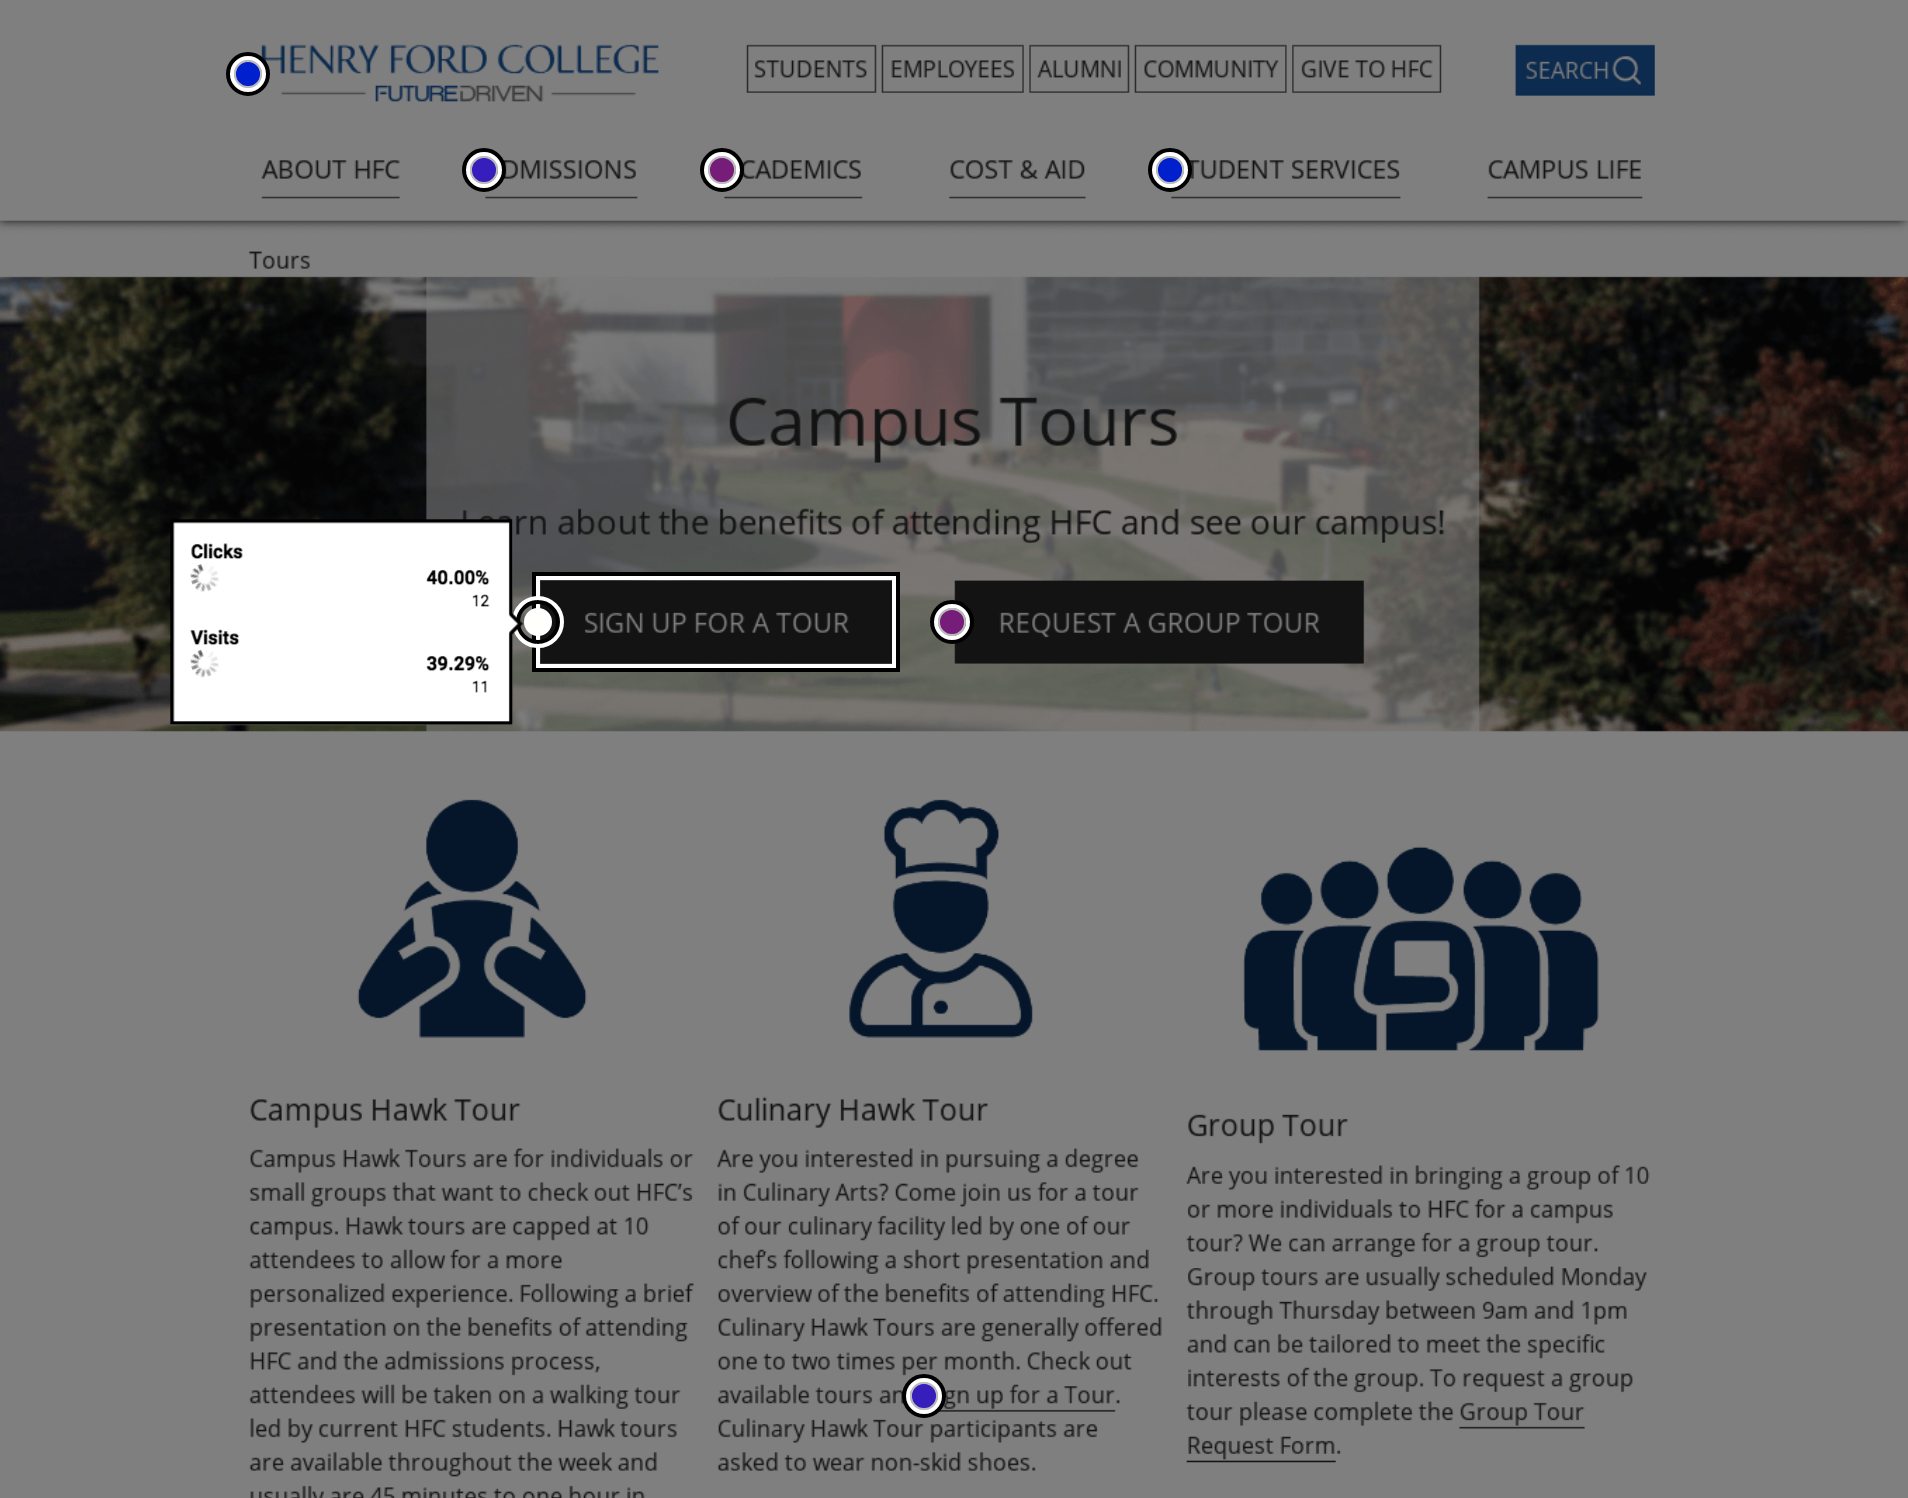 HENRY FORD COLLEGE
FUTUREDRIVEN
STUDENTS
EMPLOYEES
ALUMNI
COMMUNITY
GIVE TO HFC
SEARCH
ABOUT HFC
DMISSIONS
CADEMICS
COST & AID
TUDENT SERVICES
CAMPUS LIFE
Tours
Campus Tours
Learn about the benefits of attending HFC and see our campus!
Clicks
40.00%
12
Visits
39.29%
11
SIGN UP FOR A TOUR
REQUEST A GROUP TOUR
Campus Hawk Tour
Campus Hawk Tours are for individuals or
small groups that want to check out HFC’s
campus. Hawk tours are capped at 10
attendees to allow for a more
personalized experience. Following a brief
presentation on the benefits of attending
HFC and the admissions process,
attendees will be taken on a walking tour
led by current HFC students. Hawk tours
are available throughout the week and
usually are 45 minutes to one hour in
Culinary Hawk Tour
Are you interested in pursuing a degree
in Culinary Arts? Come join us for a tour
of our culinary facility led by one of our
chef’s following a short presentation and
overview of the benefits of attending HFC.
Culinary Hawk Tours are generally offered
one to two times per month. Check out
available tours an gn up for a Tour.
Culinary Hawk Tour participants are
asked to wear non-skid shoes.
Group Tour
Are you interested in bringing a group of 10
or more individuals to HFC for a campus
tour? We can arrange for a group tour.
Group tours are usually scheduled Monday
through Thursday between 9am and 1pm
and can be tailored to meet the specific
interests of the group. To request a group
tour please complete the Group Tour
Request Form.